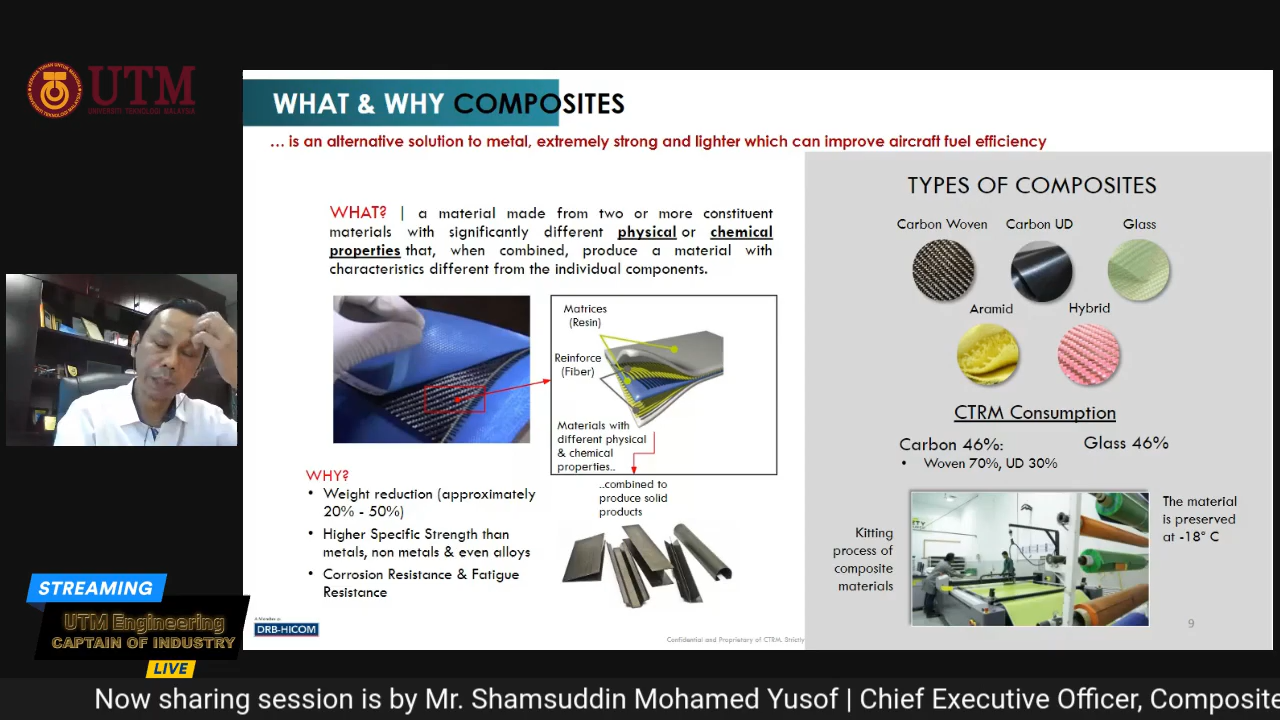 UTM
UNIVERSITI TEKNOLOGI MALAYSIA
WHAT & WHY COMPOSITES
... is an alternative solution to metal, extremely strong and lighter which can improve aircraft fuel efficiency
WHAT? | a material made from two or more constituent
materials with significantly different physical or chemical
properties that, when combined, produce a material with
characteristics different from the individual components.
Matrices
(Resin)
Reinforce
(Fiber)
Materials with
different physical
& chemical
properties..
..combined to
produce solid
products
WHY?
• Weight reduction (approximately
20% - 50%)
• Higher Specific Strength than
metals, non metals & even alloys
• Corrosion Resistance & Fatigue
Resistance
DRB-HICOM
Confidential and Proprietary of CTRM. Strictly
TYPES OF COMPOSITES
Carbon Woven
Carbon UD
Glass
Aramid
Hybrid
CTRM Consumption
Carbon 46%:
Glass 46%
• Woven 70%, UD 30%
Kitting
process of
composite
materials
The material
is preserved
at -18° C
9
STREAMING
UTM Engineering
CAPTAIN OF INDUSTRY
LIVE
Now sharing session is by Mr. Shamsuddin Mohamed Yusof | Chief Executive Officer, Composite